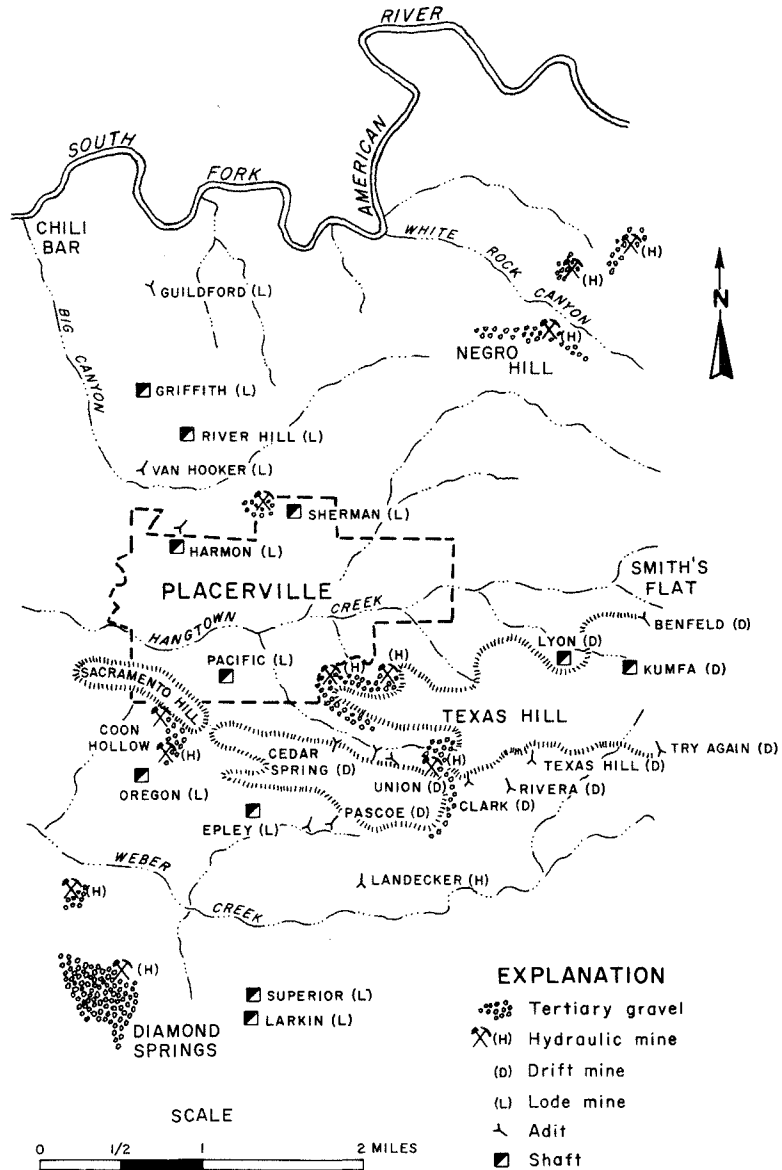 RIVER
SOUTH
FORK
AMERICAN
CHILI
BAR
WHITE
ROCK
CANYON
(H)
(H)
N
GUILDFORD (L)
BIG
CANYON
(H)
NEGRO
HILL
GRIFFITH (L)
RIVER HILL (L)
VAN HOOKER (L)
SHERMAN (L)
HARMON (L)
SMITH'S
FLAT
PLACERVILLE
HANGTOWN
CREEK
BENFELD (D)
LYON (D)
PACIFIC (L)
(H)
(H)
KUMFA (D)
SACRAMENTO HILL
TEXAS HILL
COON
HOLLOW
(H)
CEDAR
SPRING (D)
(H)
TRY AGAIN (D)
TEXAS HILL (D)
UNION (D)
OREGON (L)
RIVERA (D)
CLARK (D)
PASCOE (D)
EPLEY (L)
WEBER
CREEK
LANDECKER (H)
(H)
(H)
SUPERIOR (L)
LARKIN (L)
DIAMOND
SPRINGS
EXPLANATION
Tertiary gravel
(H) Hydraulic mine
(D) Drift mine
(L) Lode mine
Adit
Shaft
SCALE
0 1/2 1 2 MILES